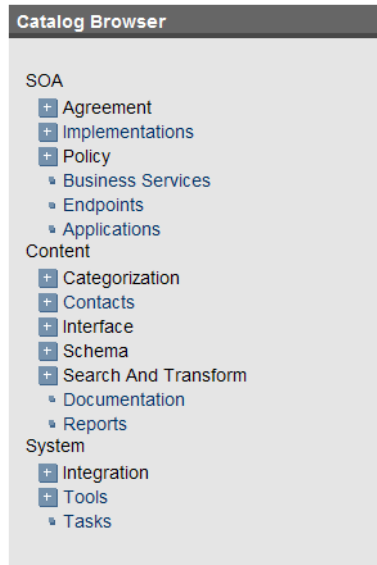 Catalog Browser
SOA
Agreement
Implementations
Policy
Business Services
Endpoints
Applications
Content
Categorization
Contacts
Interface
Schema
Search And Transform
Documentation
Reports
System
Integration
Tools
Tasks